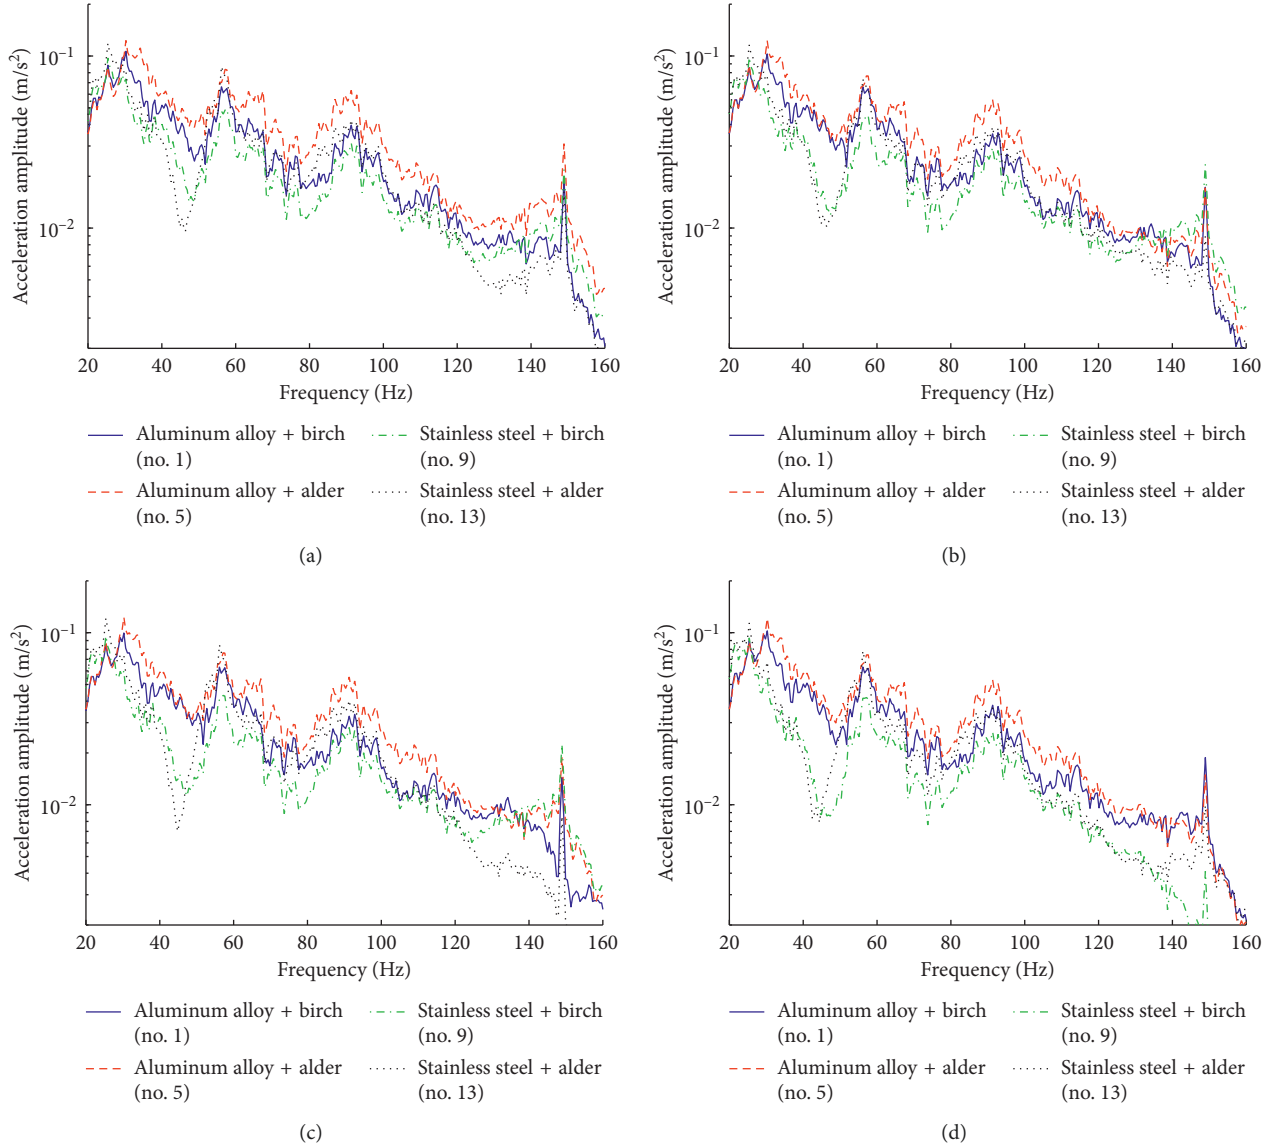 Acceleration amplitude (m/s²)
10⁻¹
10⁻²
20 40 60 80 100 120 140 160
Frequency (Hz)
Aluminum alloy + birch
(no. 1)
Stainless steel + birch
(no. 9)
Aluminum alloy + alder
(no. 5)
Stainless steel + alder
(no. 13)
(a)
Acceleration amplitude (m/s²)
10⁻¹
10⁻²
20 40 60 80 100 120 140 160
Frequency (Hz)
Aluminum alloy + birch
(no. 1)
Stainless steel + birch
(no. 9)
Aluminum alloy + alder
(no. 5)
Stainless steel + alder
(no. 13)
(b)
Acceleration amplitude (m/s²)
10⁻¹
10⁻²
20 40 60 80 100 120 140 160
Frequency (Hz)
Aluminum alloy + birch
(no. 1)
Stainless steel + birch
(no. 9)
Aluminum alloy + alder
(no. 5)
Stainless steel + alder
(no. 13)
(c)
Acceleration amplitude (m/s²)
10⁻¹
10⁻²
20 40 60 80 100 120 140 160
Frequency (Hz)
Aluminum alloy + birch
(no. 1)
Stainless steel + birch
(no. 9)
Aluminum alloy + alder
(no. 5)
Stainless steel + alder
(no. 13)
(d)